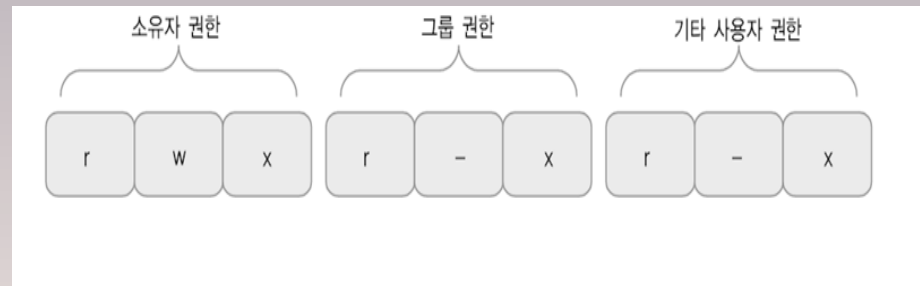 소유자 권한 그룹 권한 기타 사용자 권한
r w x r - x r - x